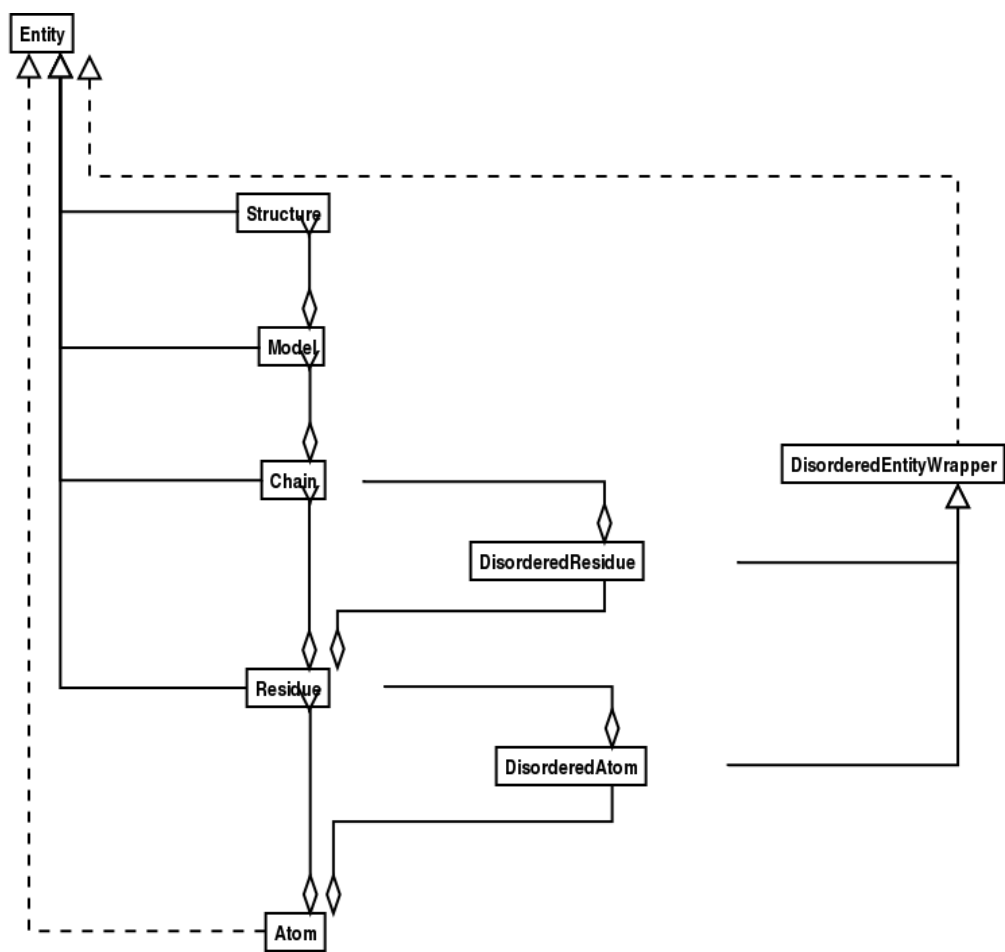 Entity
Structure
Model
Chain
DisorderedEntityWrapper
DisorderedResidue
Residue
DisorderedAtom
Atom